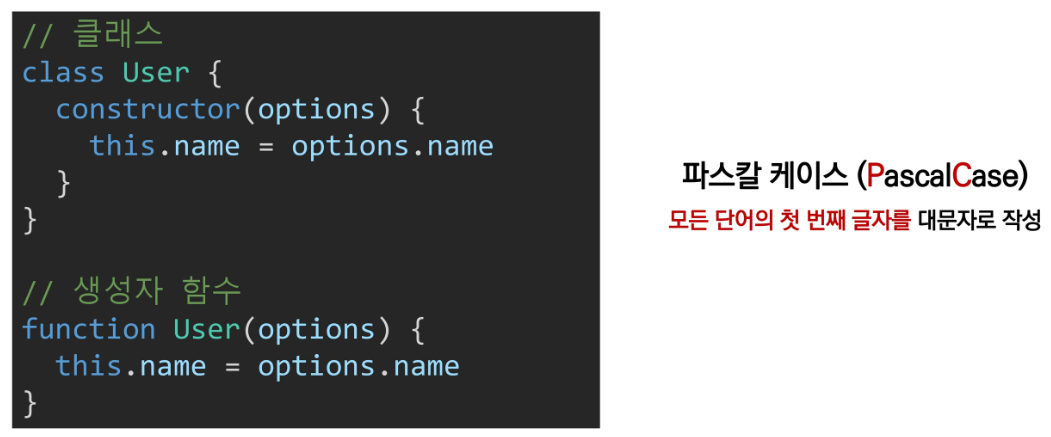 // 클래스
class User {
  constructor(options) {
    this.name = options.name
  }
}
// 생성자 함수
function User(options) {
  this.name = options.name
}
파스칼 케이스 (PascalCase)
모든 단어의 첫 번째 글자를 대문자로 작성